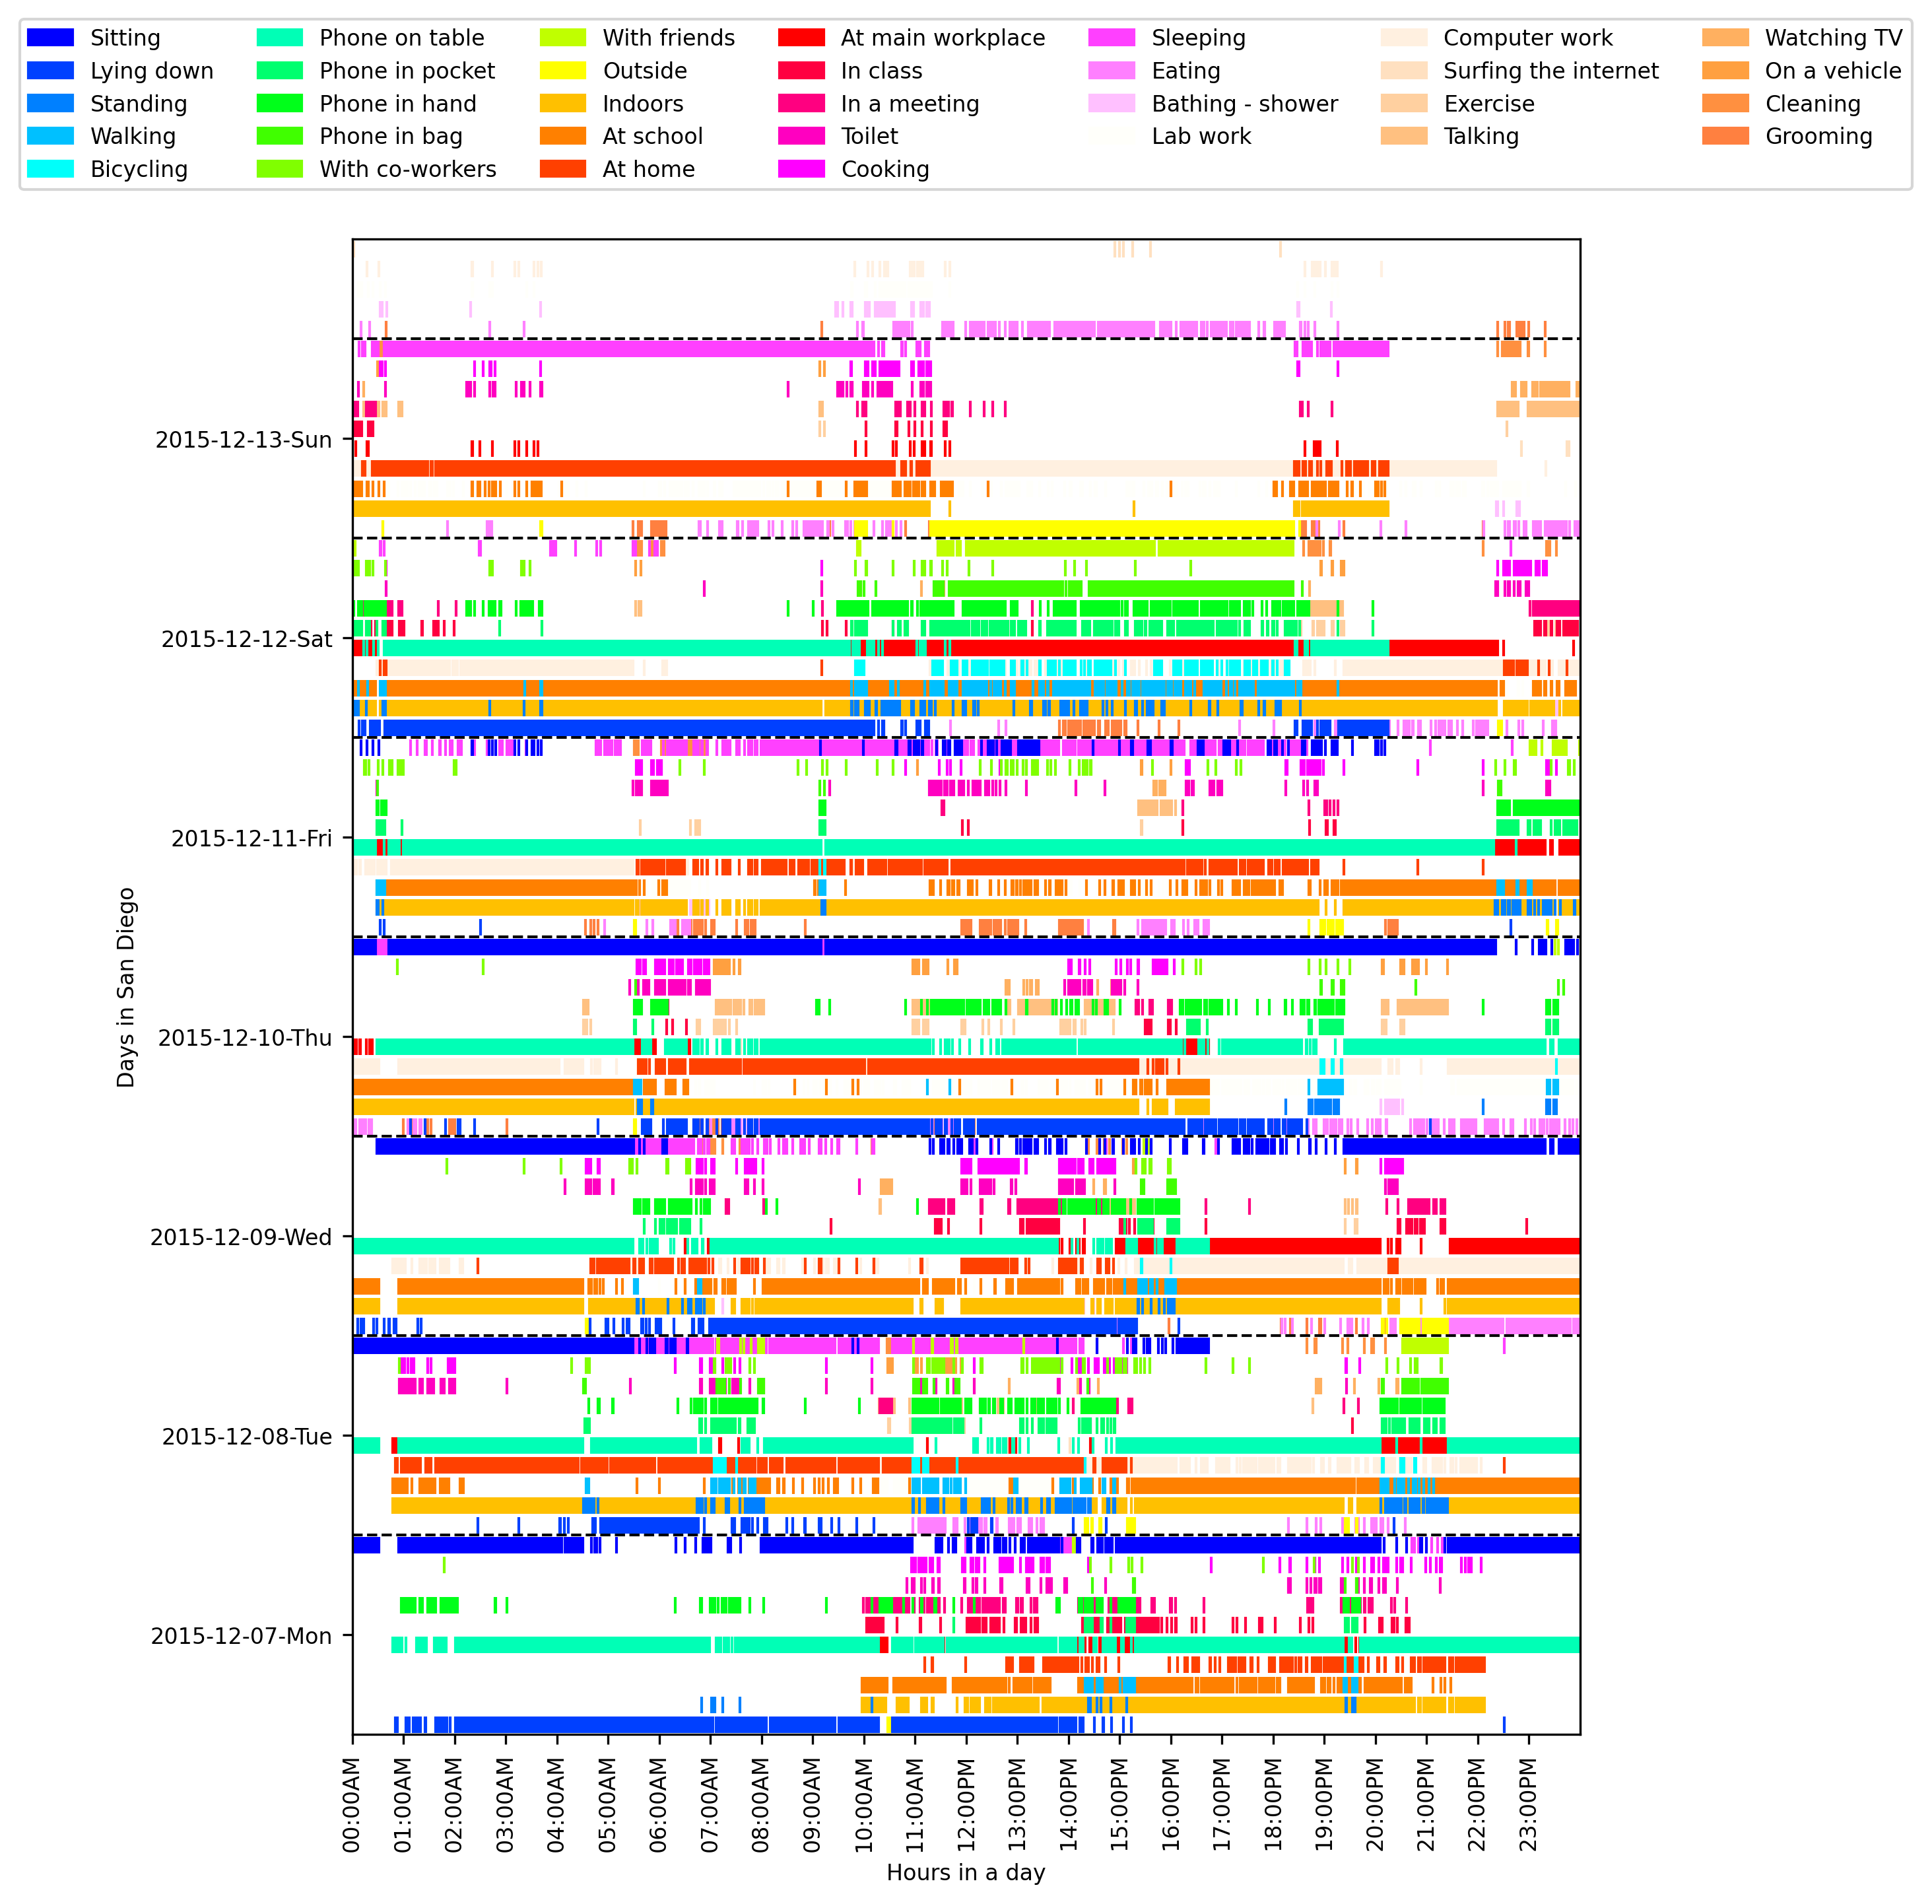 Sitting
Lying down
Standing
Walking
Bicycling
Phone on table
Phone in pocket
Phone in hand
Phone in bag
With co-workers
With friends
Outside
Indoors
At school
At home
At main workplace
In class
In a meeting
Toilet
Cooking
Sleeping
Eating
Bathing - shower
Lab work
Computer work
Surfing the internet
Exercise
Talking
Watching TV
On a vehicle
Cleaning
Grooming
Days in San Diego
2015-12-13-Sun
2015-12-12-Sat
2015-12-11-Fri
2015-12-10-Thu
2015-12-09-Wed
2015-12-08-Tue
2015-12-07-Mon
00:00AM
01:00AM
02:00AM
03:00AM
04:00AM
05:00AM
06:00AM
07:00AM
08:00AM
09:00AM
10:00AM
11:00AM
12:00PM
13:00PM
14:00PM
15:00PM
16:00PM
17:00PM
18:00PM
19:00PM
20:00PM
21:00PM
22:00PM
23:00PM
Hours in a day